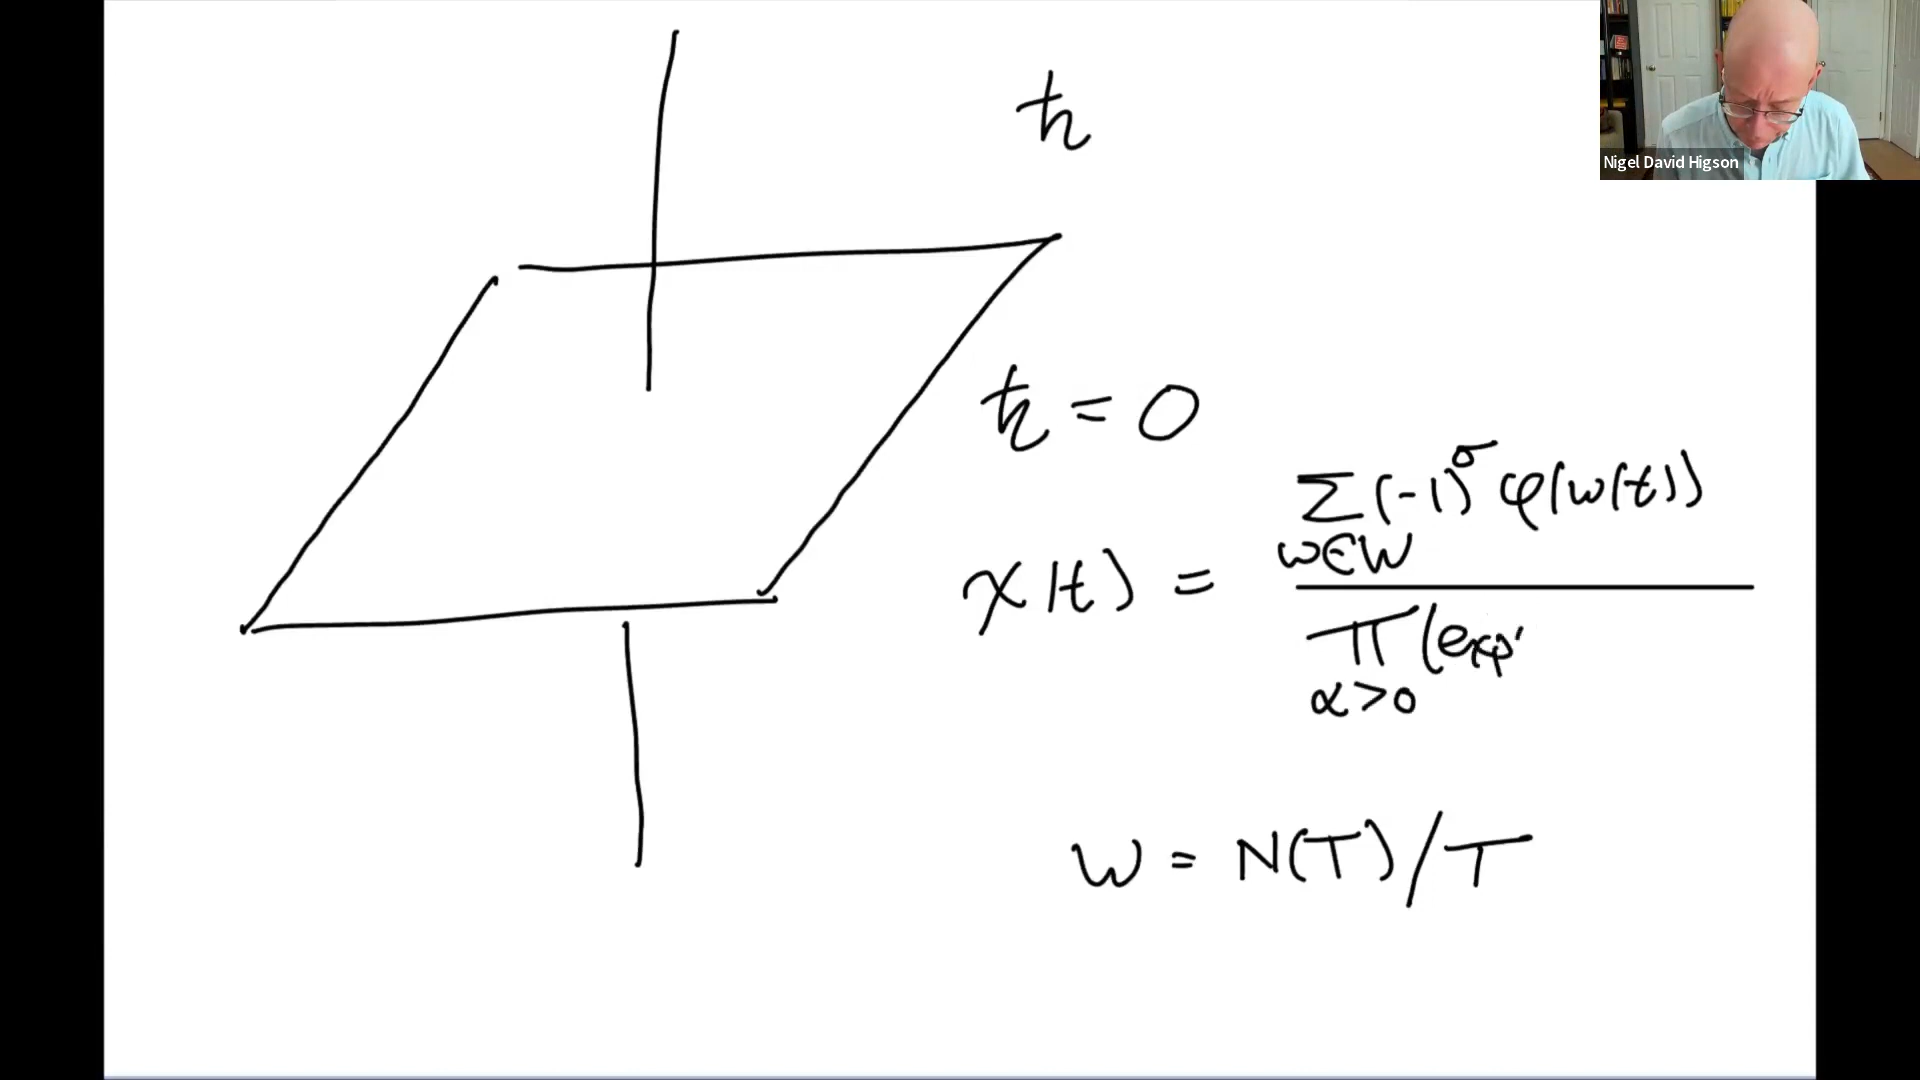 Nigel David Higson
ℏ
ℏ = 0
χ(t) =
∑ (-1)^σ φ(w(t))
w∈W
∏ (exp
α>0
W = N(T)/T